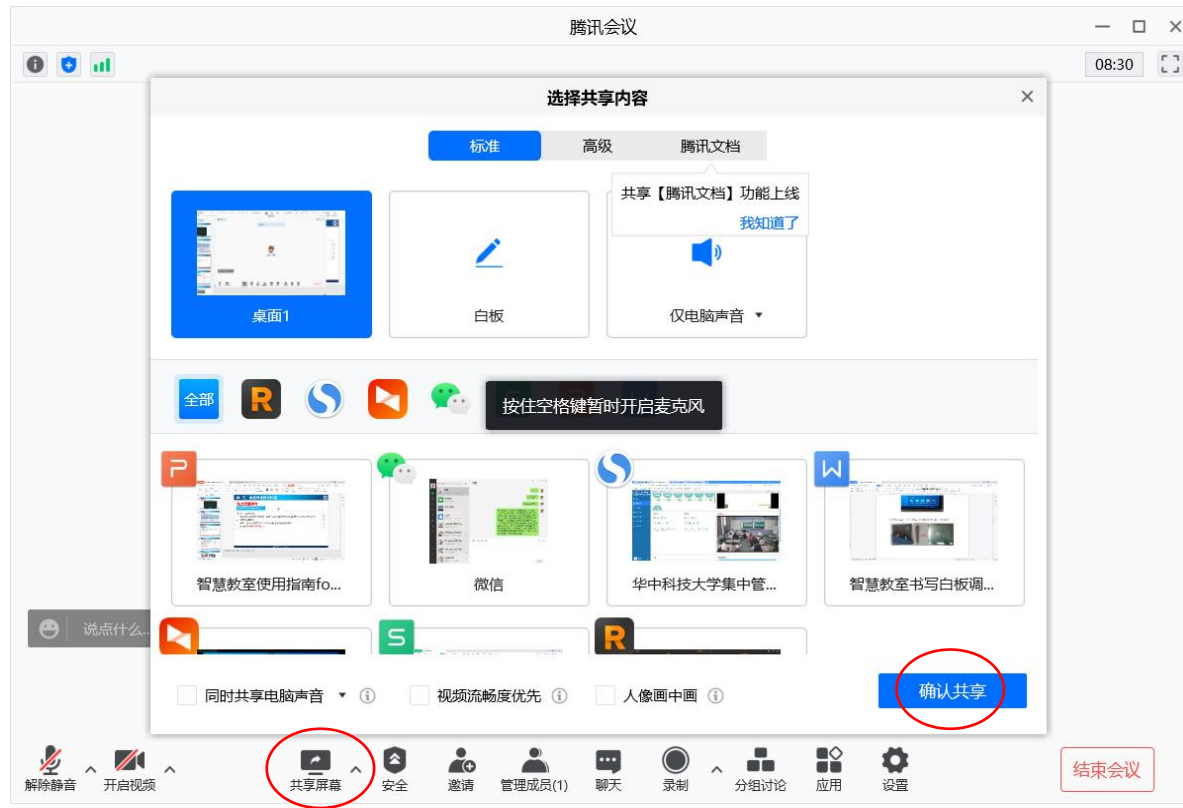 腾讯会议
08:30
选择共享内容
标准
高级
腾讯文档
共享【腾讯文档】功能上线
我知道了
桌面1
白板
仅电脑声音
全部
按住空格键暂时开启麦克风
智慧教室使用指南fo...
微信
华中科技大学集中管...
智慧教室书写白板调...
说点什么...
同时共享电脑声音
视频流畅度优先
人像画中画
确认共享
解除静音
开启视频
共享屏幕
安全
邀请
管理成员(1)
聊天
录制
分组讨论
应用
设置
结束会议